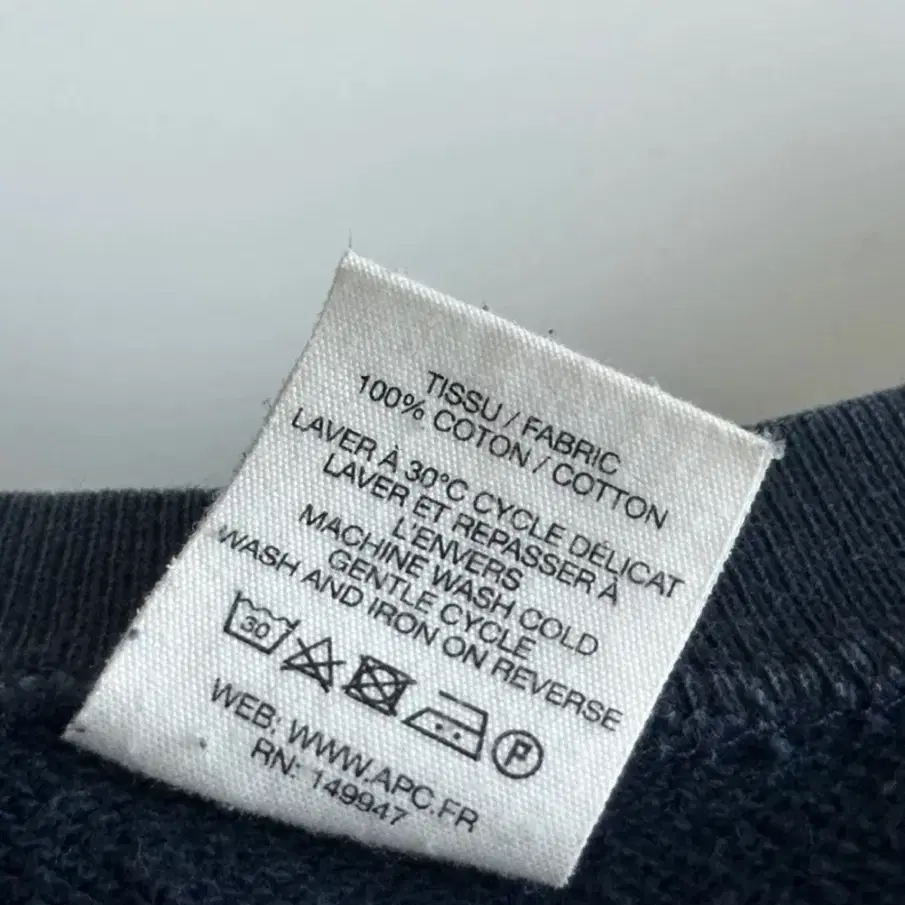 TISSU / FABRIC
100% COTON / COTTON
LAVER À 30°C CYCLE DÉLICAT
LAVER ET REPASSER À
L'ENVERS
MACHINE WASH COLD
GENTLE CYCLE
WASH AND IRON ON REVERSE
30 P
WEB: WWW.APC.FR
RN: 149947